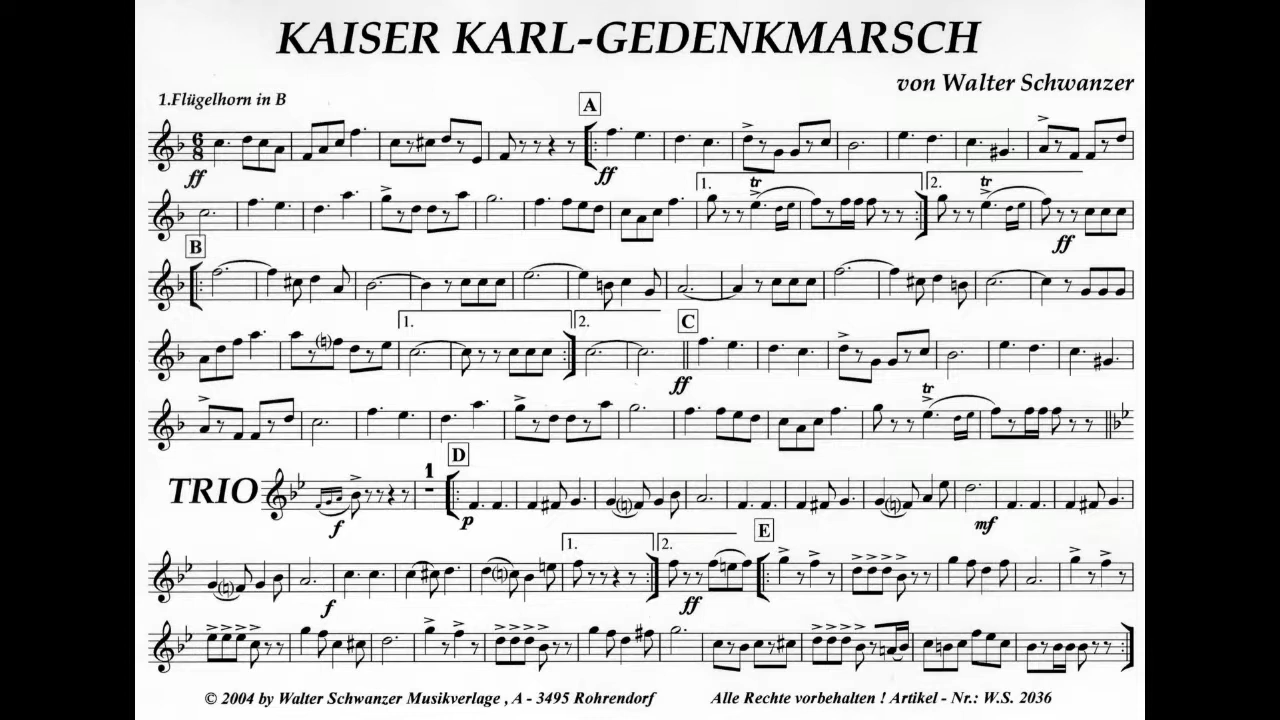 KAISER KARL-GEDENKMARSCH
von Walter Schwanzer
1.Flügelhorn in B
A
6
8
ff
ff
1.
tr
2.
tr
ff
B
1.
2.
C
ff
tr
TRIO
1
D
f
p
mf
1.
2.
E
f
ff
© 2004 by Walter Schwanzer Musikverlage , A - 3495 Rohrendorf
Alle Rechte vorbehalten ! Artikel - Nr.: W.S. 2036